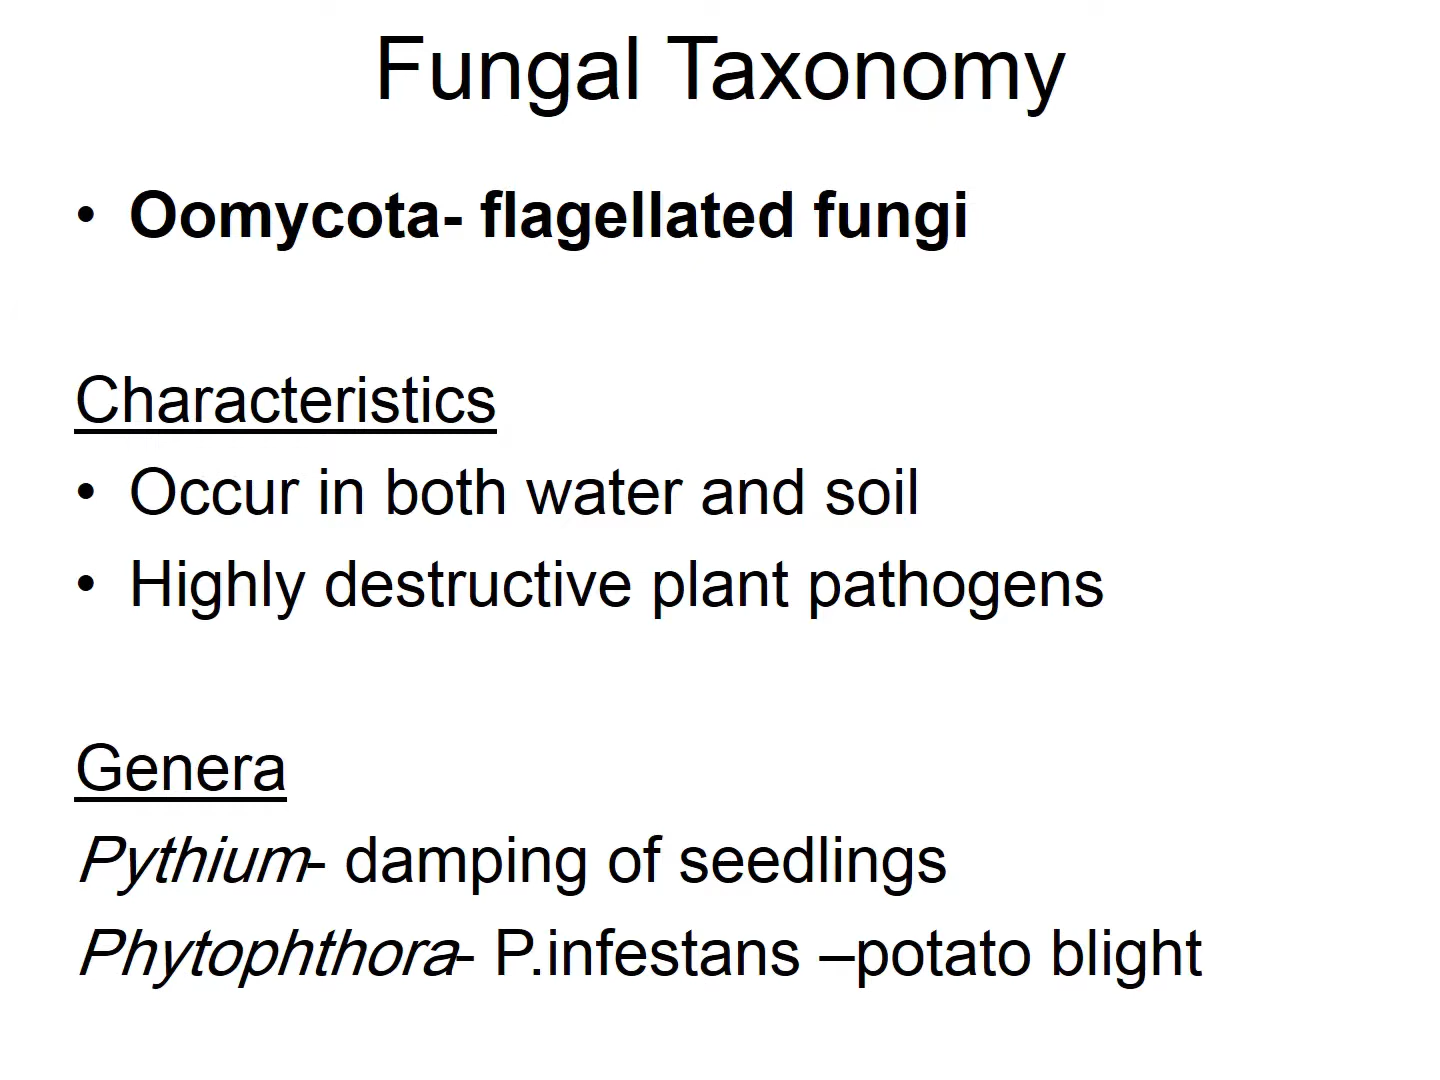 Fungal Taxonomy
• Oomycota- flagellated fungi
Characteristics
• Occur in both water and soil
• Highly destructive plant pathogens
Genera
Pythium- damping of seedlings
Phytophthora- P.infestans –potato blight